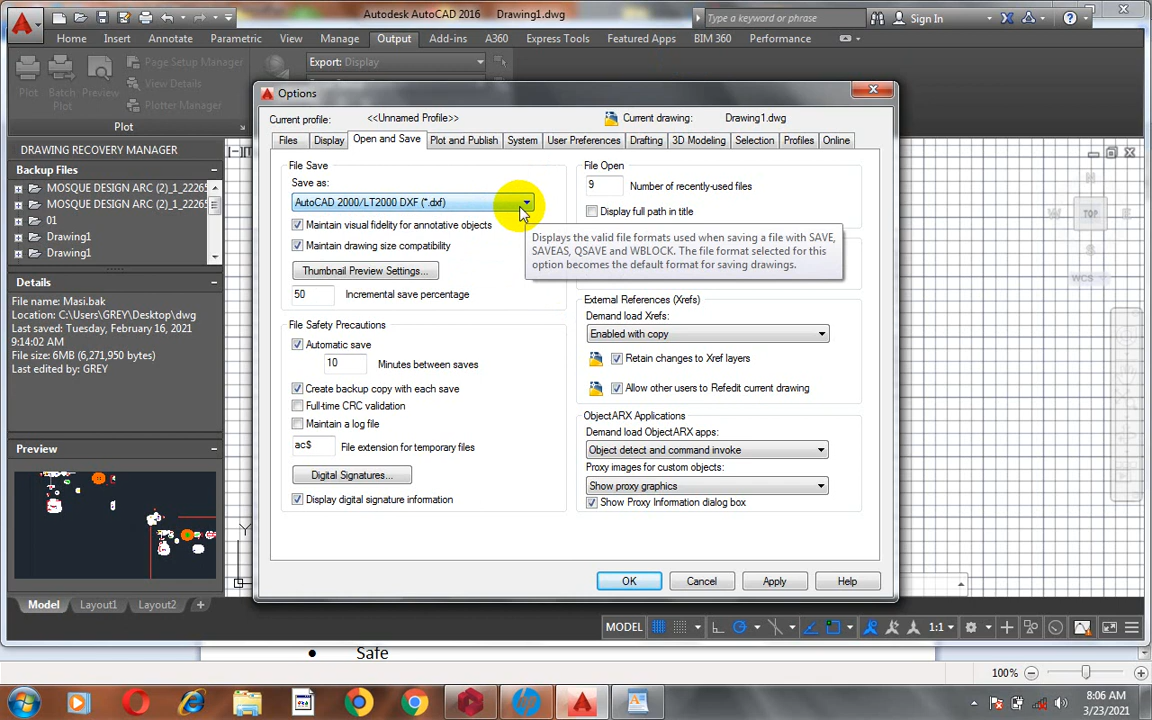 Autodesk AutoCAD 2016 Drawing1.dwg
Type a keyword or phrase
Sign In
Home Insert Annotate Parametric View Manage Output Add-ins A360 Express Tools Featured Apps BIM 360 Performance
Plot
Batch
Plot
Preview
Page Setup Manager
View Details
Plotter Manager
Export: Display
Plot
DRAWING RECOVERY MANAGER
Backup Files
MOSQUE DESIGN ARC (2)_1_2226
MOSQUE DESIGN ARC (2)_1_2220
01
Drawing1
Drawing1
Details
File name: Masi.bak
Location: C:\Users\GREY\Desktop\dwg
Last saved: Tuesday, February 16, 2021
9:14:02 AM
File size: 6MB (6,271,950 bytes)
Last edited by: GREY
Preview
Model Layout1 Layout2
Options
Current profile: <<Unnamed Profile>> Current drawing: Drawing1.dwg
Files Display Open and Save Plot and Publish System User Preferences Drafting 3D Modeling Selection Profiles Online
File Save
Save as:
AutoCAD 2000/LT2000 DXF (*.dxf)
Maintain visual fidelity for annotative objects
Maintain drawing size compatibility
Thumbnail Preview Settings...
50 Incremental save percentage
File Safety Precautions
Automatic save
10 Minutes between saves
Create backup copy with each save
Full-time CRC validation
Maintain a log file
ac$ File extension for temporary files
Digital Signatures...
Display digital signature information
File Open
9 Number of recently-used files
Display full path in title
Displays the valid file formats used when saving a file with SAVE,
SAVEAS, QSAVE and WBLOCK. The file format selected for this
option becomes the default format for saving drawings.
External References (Xrefs)
Demand load Xrefs:
Enabled with copy
Retain changes to Xref layers
Allow other users to Refedit current drawing
ObjectARX Applications
Demand load ObjectARX apps:
Object detect and command invoke
Proxy images for custom objects:
Show proxy graphics
Show Proxy Information dialog box
OK Cancel Apply Help
TOP
WCS
Y
MODEL 1:1
• Safe
100%
8:06 AM
3/23/2021